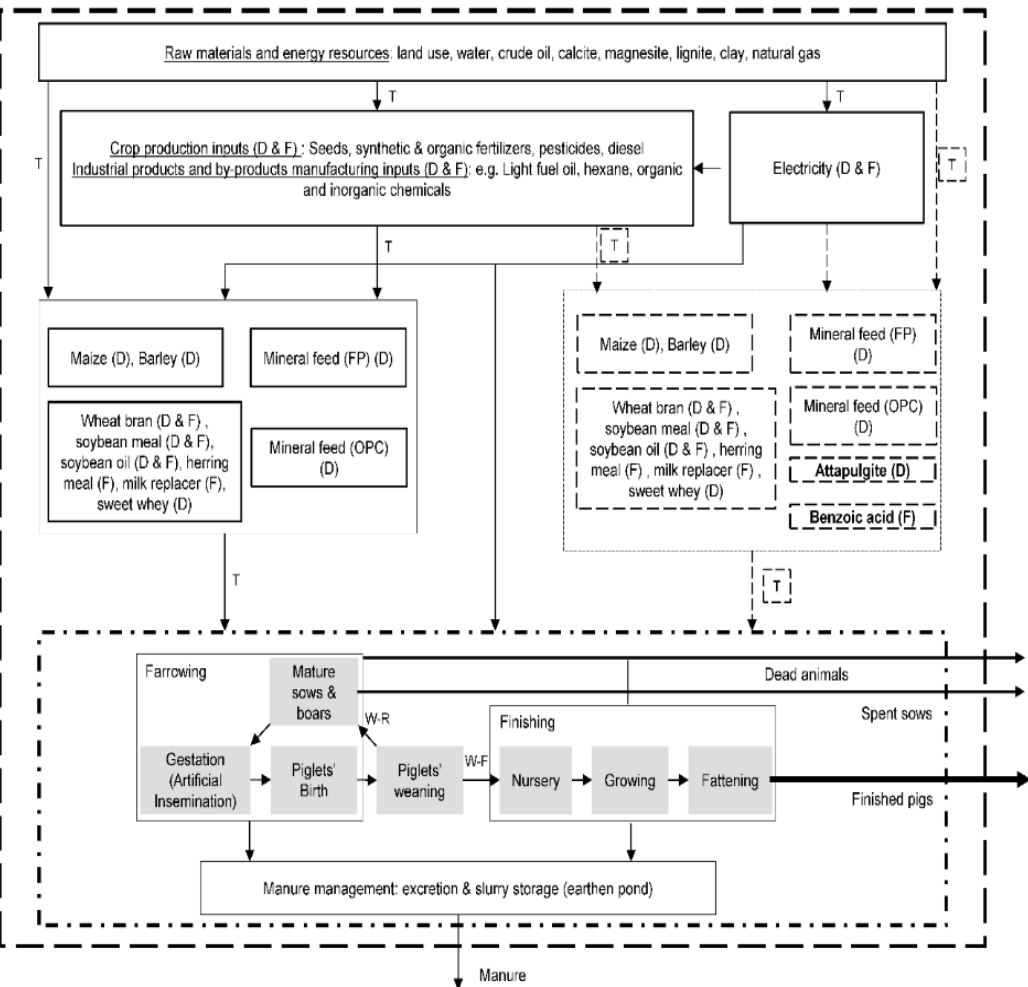 Raw materials and energy resources: land use, water, crude oil, calcite, magnesite, lignite, clay, natural gas
T
T
T
T
Crop production inputs (D & F) : Seeds, synthetic & organic fertilizers, pesticides, diesel
Industrial products and by-products manufacturing inputs (D & F): e.g. Light fuel oil, hexane, organic
and inorganic chemicals
Electricity (D & F)
T
T
Maize (D), Barley (D)
Mineral feed (FP) (D)
Wheat bran (D & F) ,
soybean meal (D & F),
soybean oil (D & F), herring
meal (F), milk replacer (F),
sweet whey (D)
Mineral feed (OPC)
(D)
Maize (D), Barley (D)
Mineral feed (FP)
(D)
Wheat bran (D & F) ,
soybean meal (D & F) ,
soybean oil (D & F) , herring
meal (F) , milk replacer (F) ,
sweet whey (D)
Mineral feed (OPC)
(D)
Attapulgite (D)
Benzoic acid (F)
T
T
Farrowing
Mature
sows &
boars
Dead animals
Spent sows
W-R
Finishing
Gestation
(Artificial
Insemination)
Piglets'
Birth
Piglets'
weaning
W-F
Nursery
Growing
Fattening
Finished pigs
Manure management: excretion & slurry storage (earthen pond)
Manure